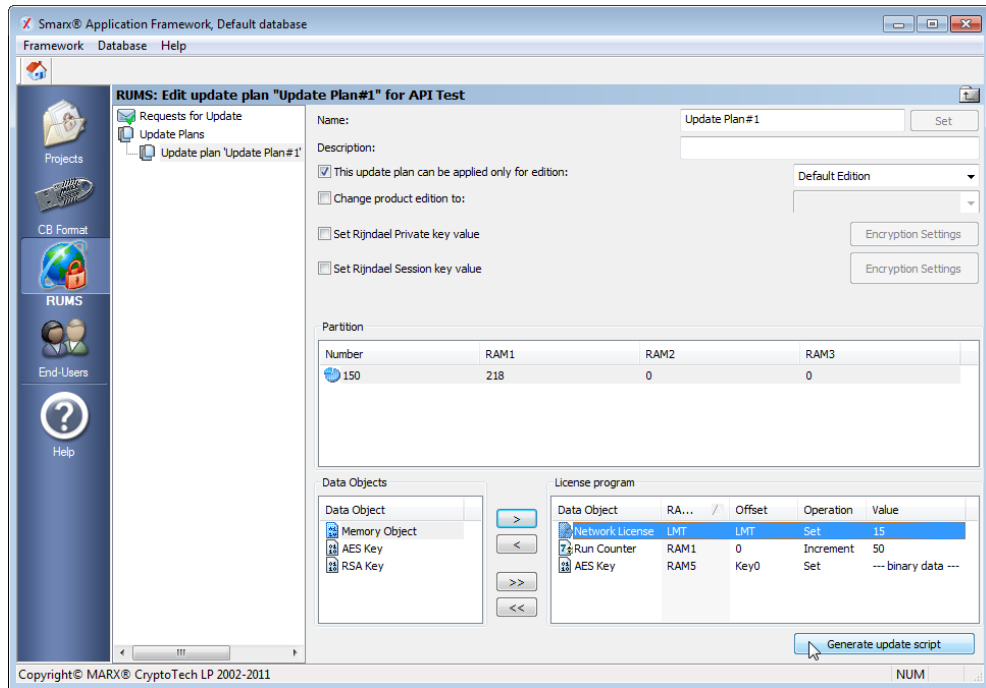 Smarx® Application Framework, Default database
Framework Database Help
RUMS: Edit update plan "Update Plan#1" for API Test
Projects
CB Format
RUMS
End-Users
Help
Requests for Update
Update Plans
Update plan 'Update Plan#1'
Name: Update Plan#1 Set
Description:
This update plan can be applied only for edition: Default Edition
Change product edition to:
Set Rijndael Private key value Encryption Settings
Set Rijndael Session key value Encryption Settings
Partition
Number RAM1 RAM2 RAM3
150 218 0 0
Data Objects
Data Object
Memory Object
AES Key
RSA Key
>
<
>>
<<
License program
Data Object RA... Offset Operation Value
Network License LMT LMT Set 15
Run Counter RAM1 0 Increment 50
AES Key RAM5 Key0 Set --- binary data ---
Generate update script
Copyright© MARX® CryptoTech LP 2002-2011 NUM